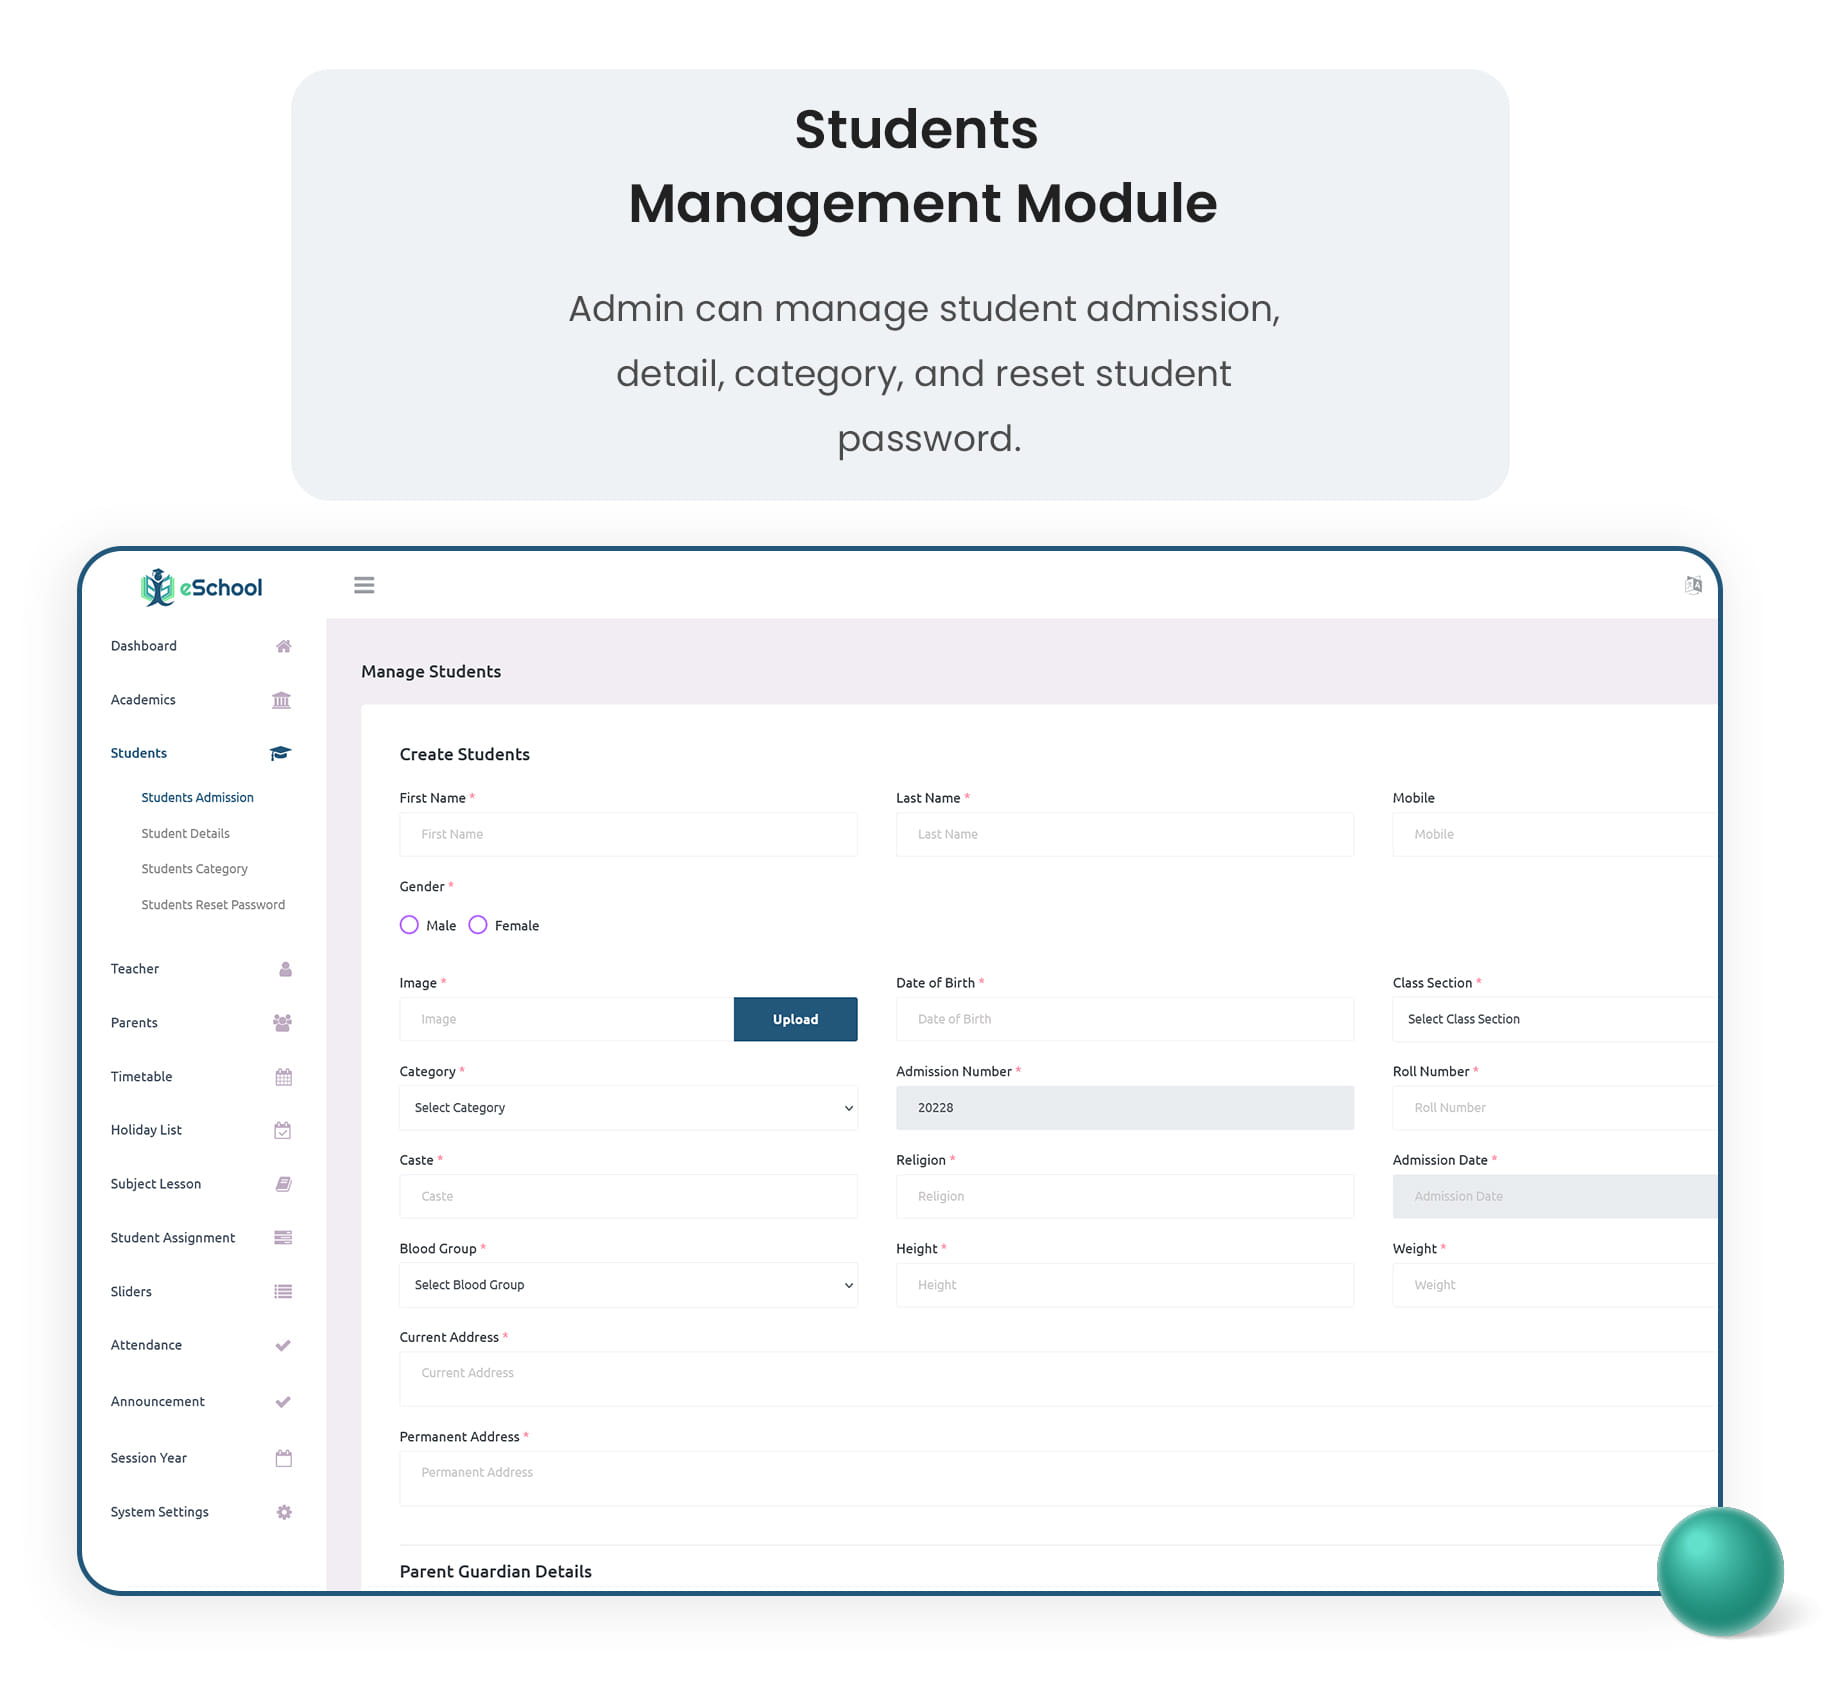 Students
Management Module
Admin can manage student admission,
detail, category, and reset student
password.
eSchool
Dashboard
Academics
Students
Students Admission
Student Details
Students Category
Students Reset Password
Teacher
Parents
Timetable
Holiday List
Subject Lesson
Student Assignment
Sliders
Attendance
Announcement
Session Year
System Settings
Manage Students
Create Students
First Name * Last Name * Mobile
First Name Last Name Mobile
Gender *
Male Female
Image * Date of Birth * Class Section *
Image Upload Date of Birth Select Class Section
Category * Admission Number * Roll Number *
Select Category 20228 Roll Number
Caste * Religion * Admission Date *
Caste Religion Admission Date
Blood Group * Height * Weight *
Select Blood Group Height Weight
Current Address *
Current Address
Permanent Address *
Permanent Address
Parent Guardian Details